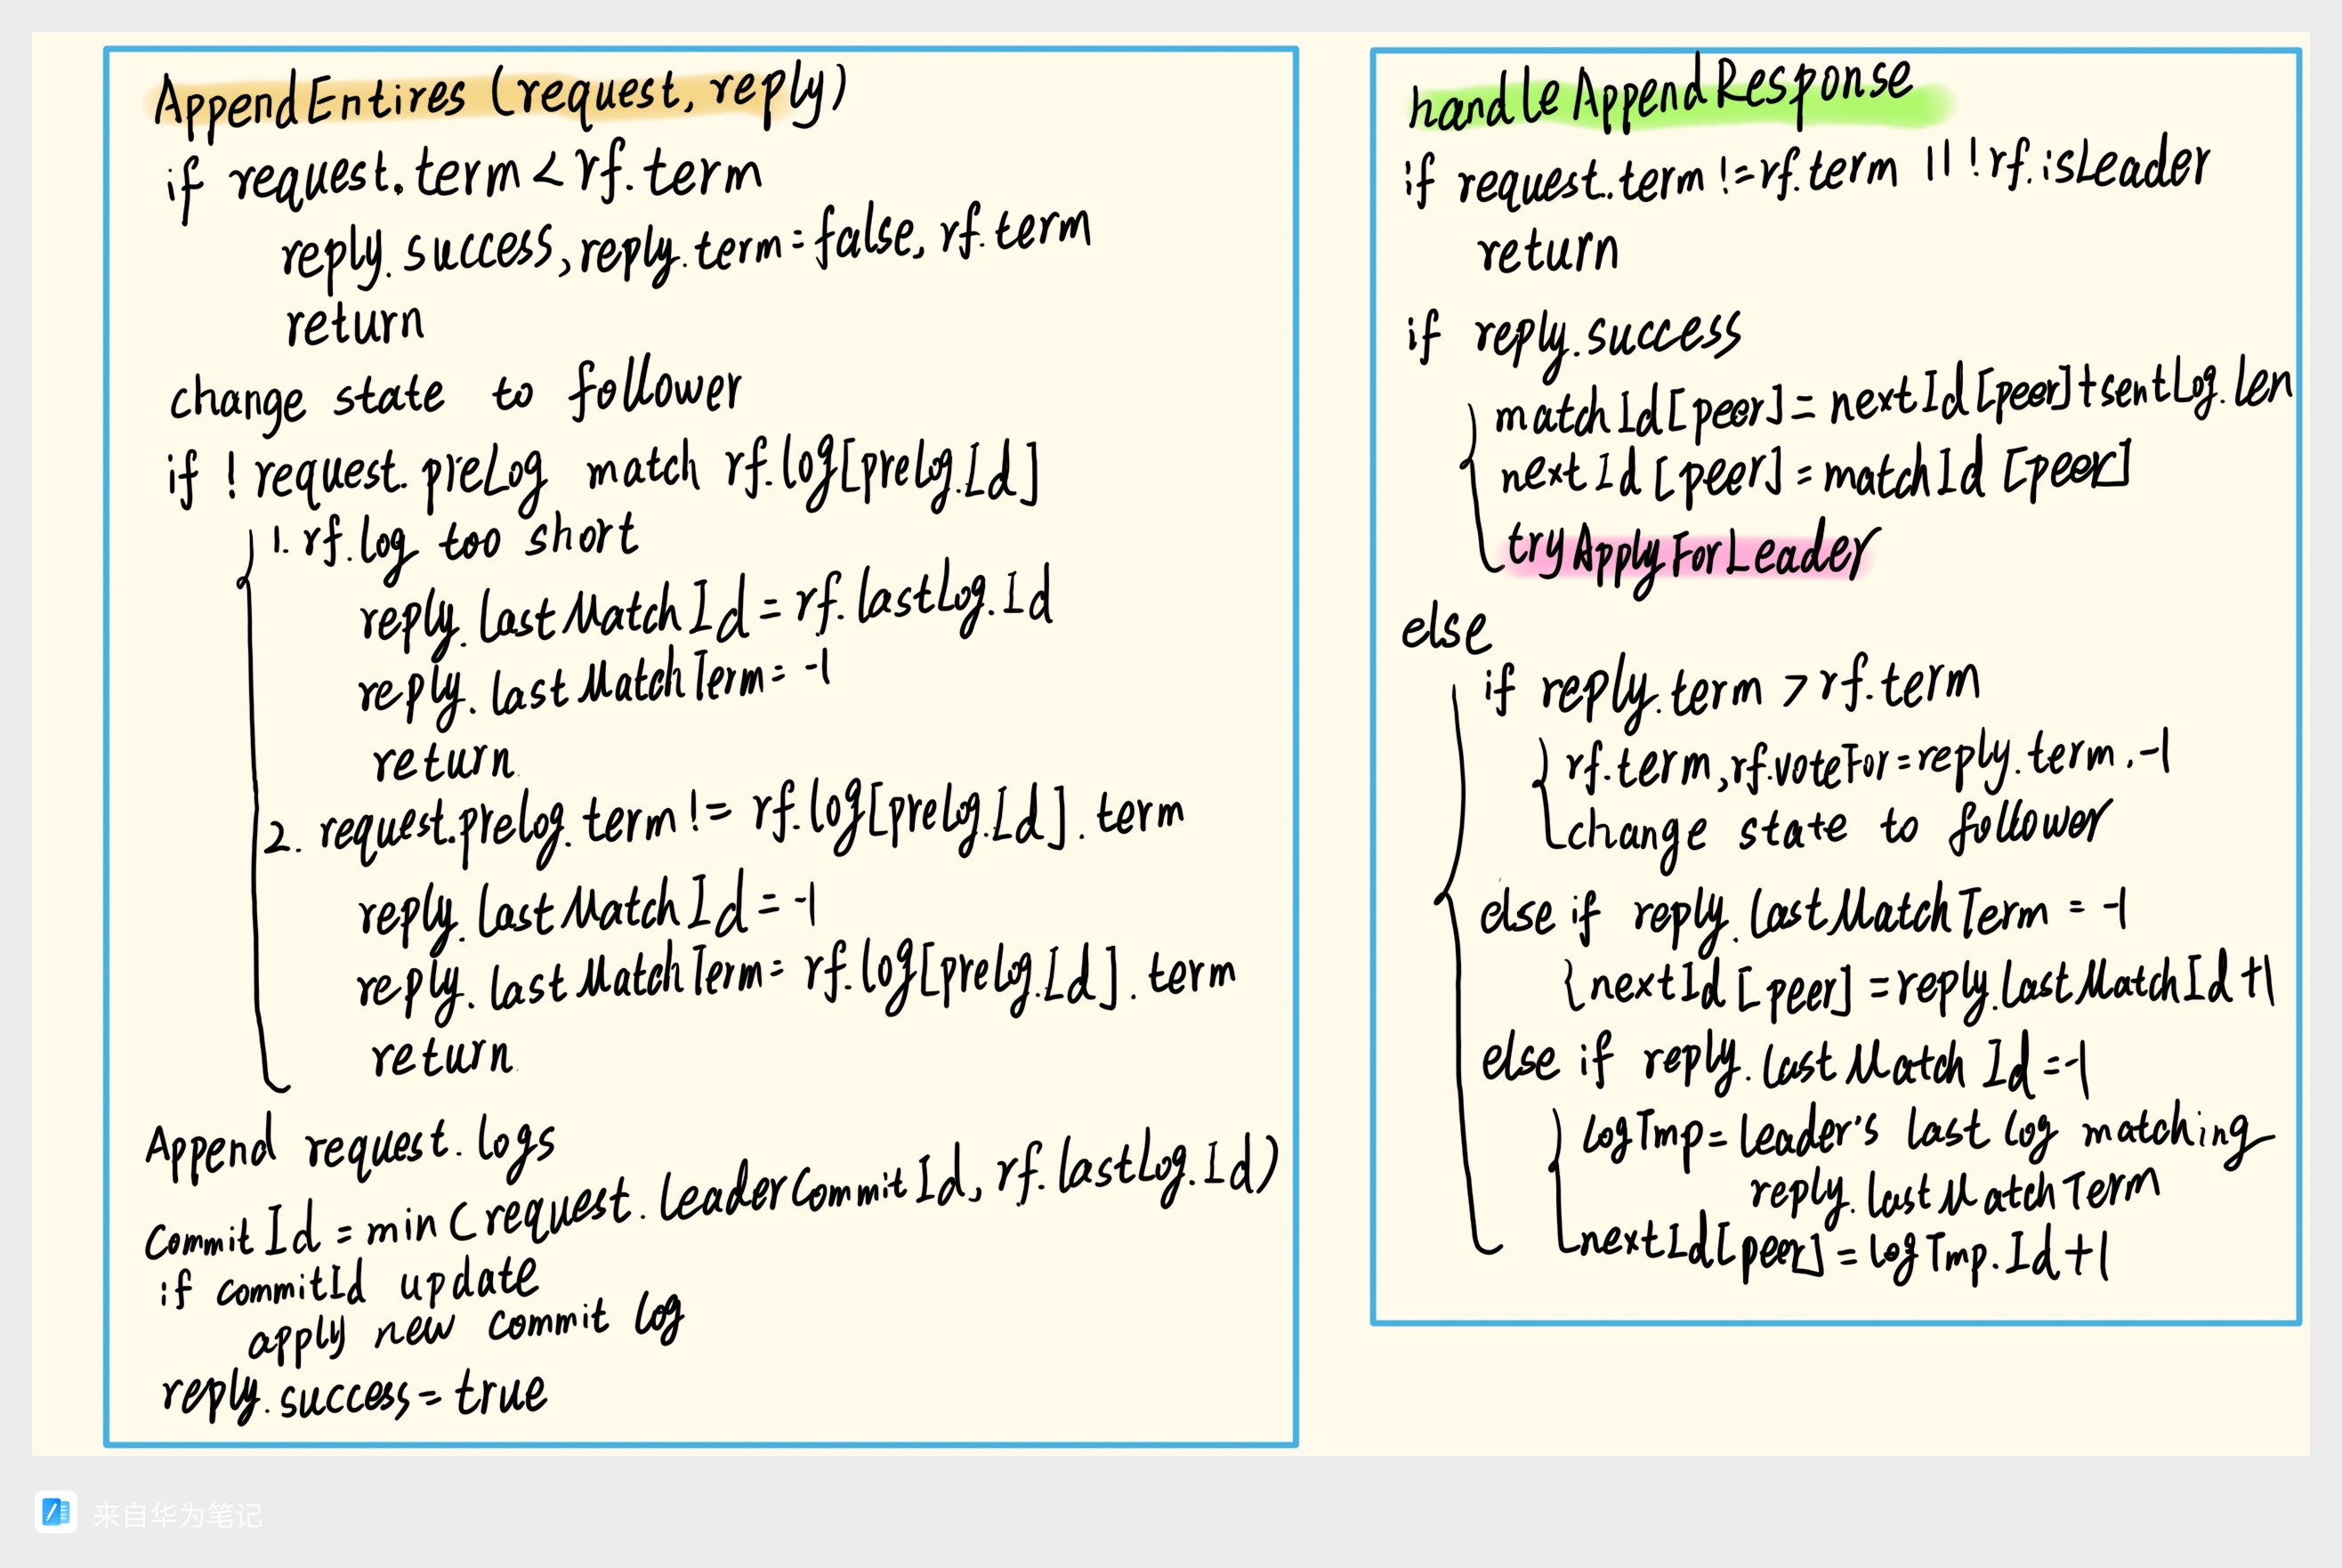 AppendEntires (request, reply)
if request.term < rf.term
reply.success, reply.term = false, rf.term
return
change state to follower
if ! request.preLog match rf.log[prelog.Id]
1. rf.log too short
reply.lastMatchId = rf.lastLog.Id
reply.lastMatchTerm = -1
return
2. request.prelog.term != rf.log[prelog.Id].term
reply.lastMatchId = -1
reply.lastMatchTerm = rf.log[prelog.Id].term
return
Append request.logs
commitId = min(request.leaderCommitId, rf.lastLog.Id)
if commitId update
apply new commit log
reply.success = true
handleAppendResponse
if request.term != rf.term || !rf.isLeader
return
if reply.success
matchId[peer] = nextId[peer] + sentLog.len
nextId[peer] = matchId[peer]
tryApplyForLeader
else
if reply.term > rf.term
rf.term, rf.voteFor = reply.term, -1
change state to follower
else if reply.lastMatchTerm = -1
nextId[peer] = reply.lastMatchId + 1
else if reply.lastMatchId = -1
logTmp = leader's last log matching
reply.lastMatchTerm
nextId[peer] = logTmp.Id + 1
来自华为笔记